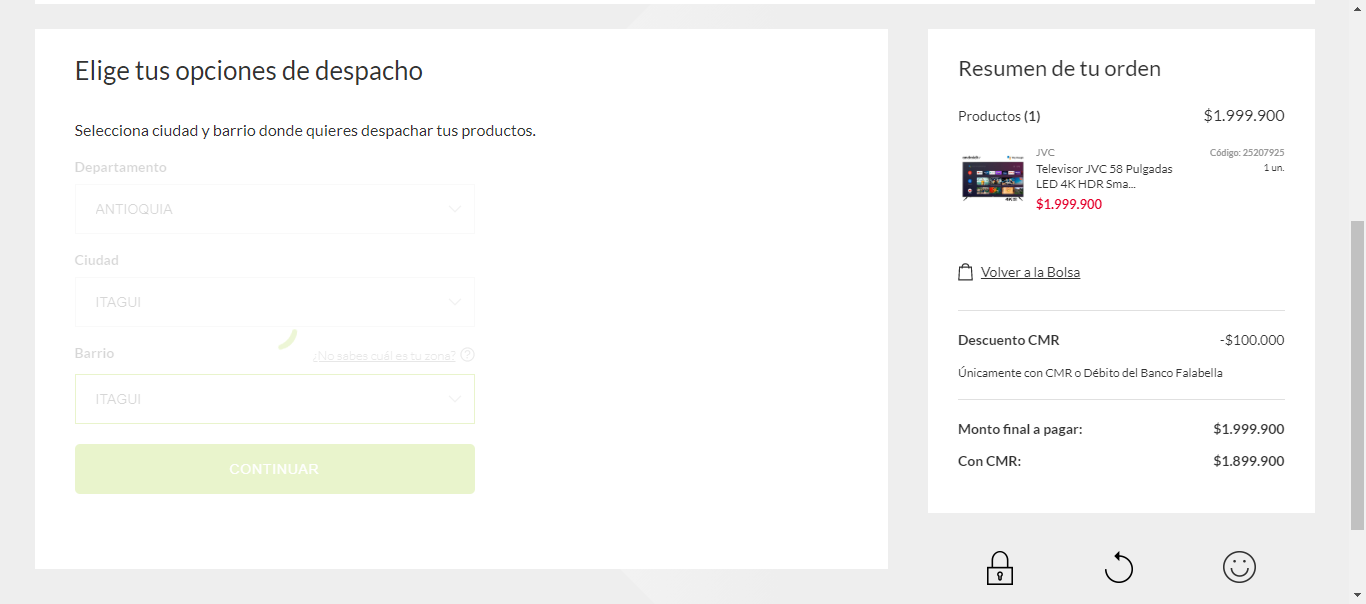 Elige tus opciones de despacho
Selecciona ciudad y barrio donde quieres despachar tus productos.
Departamento
ANTIOQUIA
Ciudad
ITAGUI
Barrio
¿No sabes cuál es tu zona? ?
ITAGUI
CONTINUAR
Resumen de tu orden
Productos (1) $1.999.900
JVC Código: 25207925
Televisor JVC 58 Pulgadas 1 un.
LED 4K HDR Sma...
$1.999.900
Volver a la Bolsa
Descuento CMR -$100.000
Únicamente con CMR o Débito del Banco Falabella
Monto final a pagar: $1.999.900
Con CMR: $1.899.900